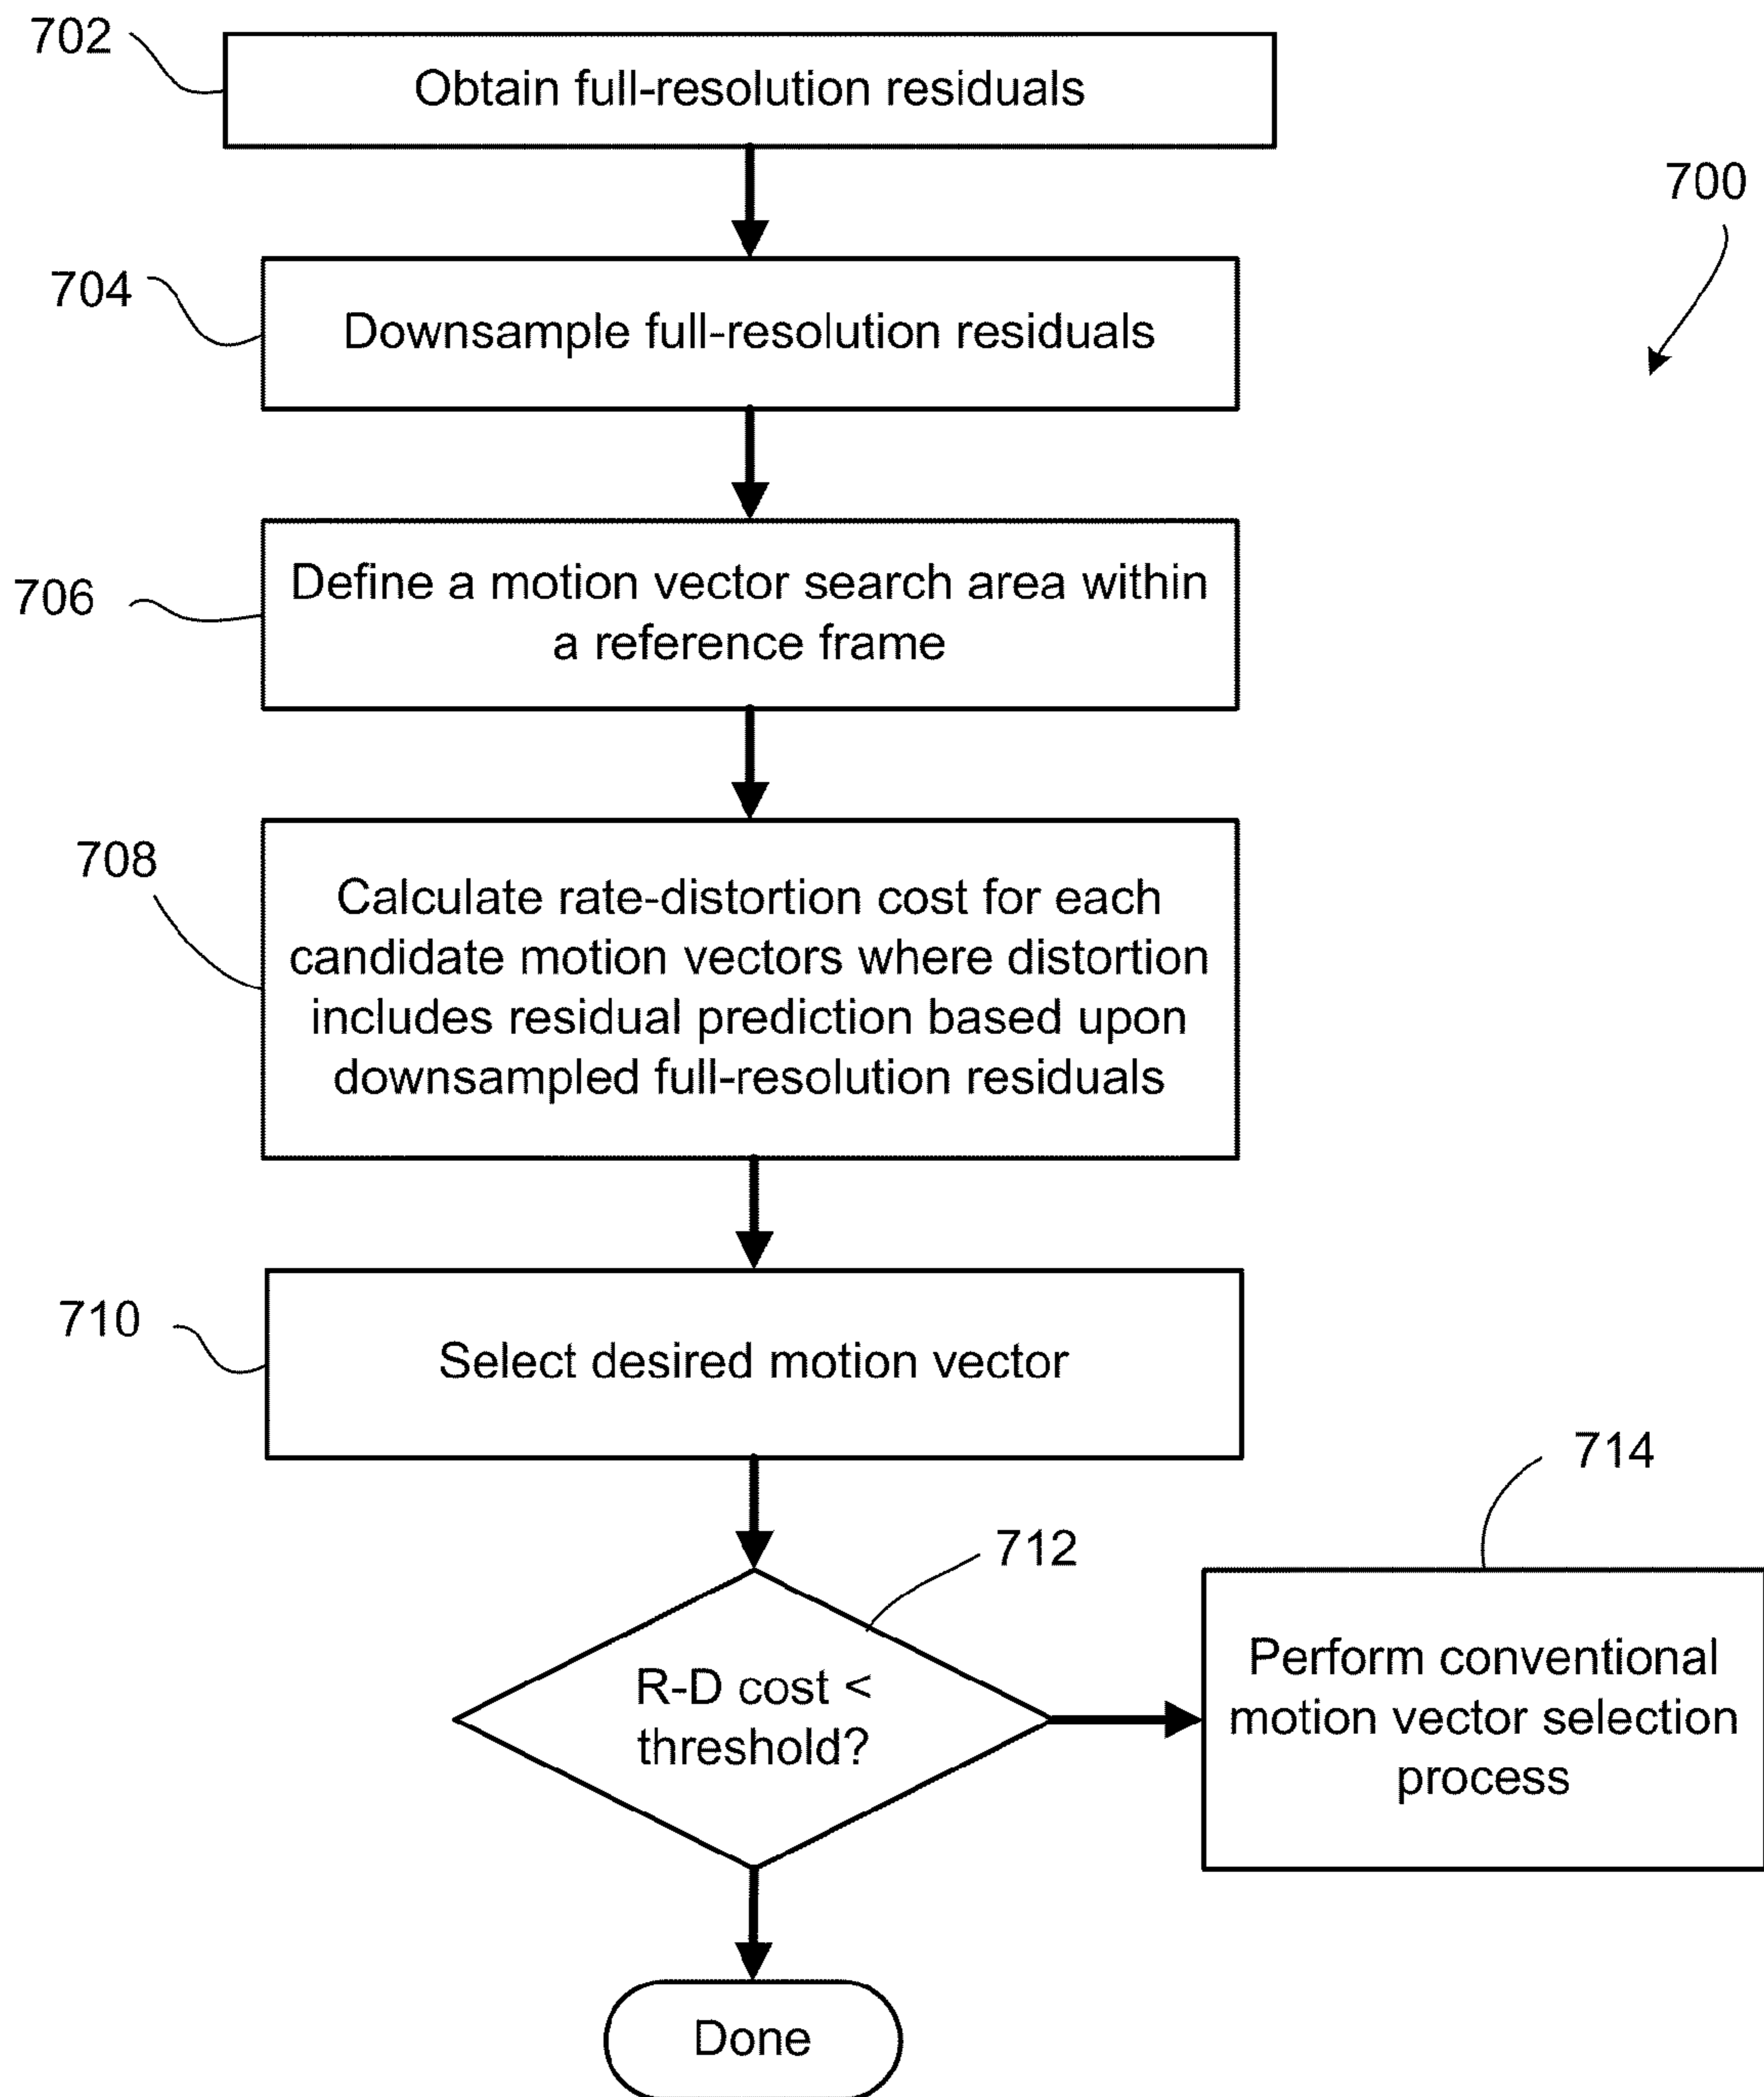 702
Obtain full-resolution residuals
700
704
Downsample full-resolution residuals
706
Define a motion vector search area within
a reference frame
708
Calculate rate-distortion cost for each
candidate motion vectors where distortion
includes residual prediction based upon
downsampled full-resolution residuals
710
Select desired motion vector
712
R-D cost <
threshold?
714
Perform conventional
motion vector selection
process
Done